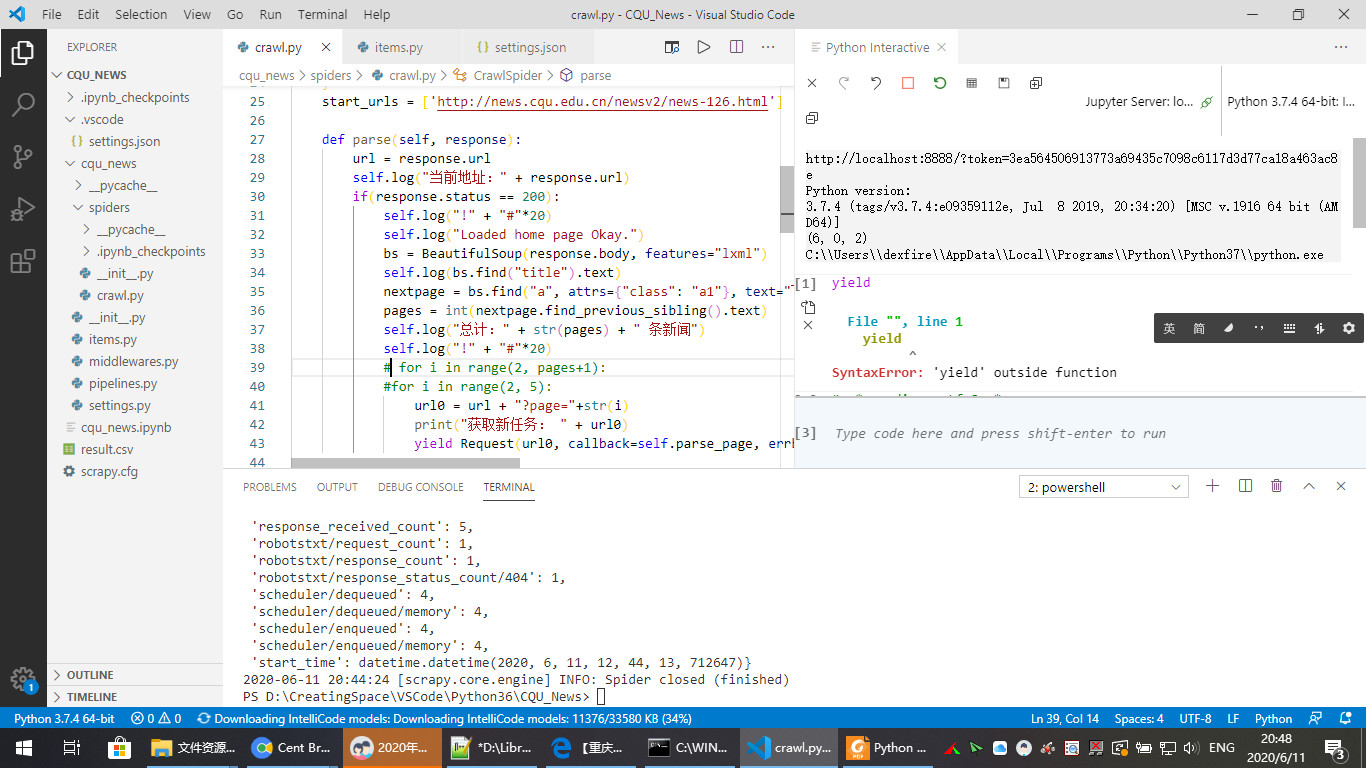 File Edit Selection View Go Run Terminal Help
crawl.py - CQU_News - Visual Studio Code
EXPLORER
CQU_NEWS
.ipynb_checkpoints
.vscode
settings.json
cqu_news
__pycache__
spiders
__pycache__
.ipynb_checkpoints
__init__.py
crawl.py
__init__.py
items.py
middlewares.py
pipelines.py
settings.py
cqu_news.ipynb
result.csv
scrapy.cfg
OUTLINE
TIMELINE
1
crawl.py
items.py
{} settings.json
cqu_news > spiders > crawl.py > CrawlSpider > parse
25 start_urls = ['http://news.cqu.edu.cn/newsv2/news-126.html']
26
27 def parse(self, response):
28 url = response.url
29 self.log("当前地址：" + response.url)
30 if(response.status == 200):
31 self.log("!" + "#"*20)
32 self.log("Loaded home page Okay.")
33 bs = BeautifulSoup(response.body, features="lxml")
34 self.log(bs.find("title").text)
35 nextpage = bs.find("a", attrs={"class": "a1"}, text="
36 pages = int(nextpage.find_previous_sibling().text)
37 self.log("总计：" + str(pages) + " 条新闻")
38 self.log("!" + "#"*20)
39 # for i in range(2, pages+1):
40 #for i in range(2, 5):
41 url0 = url + "?page="+str(i)
42 print("获取新任务： " + url0)
43 yield Request(url0, callback=self.parse_page, err
44
Python Interactive
Jupyter Server: lo...
Python 3.7.4 64-bit: I...
http://localhost:8888/?token=3ea564506913773a69435c7098c6117d3d77ca18a463ac8
e
Python version:
3.7.4 (tags/v3.7.4:e09359112e, Jul  8 2019, 20:34:20) [MSC v.1916 64 bit (AM
D64)]
(6, 0, 2)
C:\\Users\\dexfire\\AppData\\Local\\Programs\\Python\\Python37\\python.exe
[1] yield
File "", line 1
yield
^
SyntaxError: 'yield' outside function
英 简
[3] Type code here and press shift-enter to run
PROBLEMS OUTPUT DEBUG CONSOLE TERMINAL
2: powershell
'response_received_count': 5,
'robotstxt/request_count': 1,
'robotstxt/response_count': 1,
'robotstxt/response_status_count/404': 1,
'scheduler/dequeued': 4,
'scheduler/dequeued/memory': 4,
'scheduler/enqueued': 4,
'scheduler/enqueued/memory': 4,
'start_time': datetime.datetime(2020, 6, 11, 12, 44, 13, 712647)}
2020-06-11 20:44:24 [scrapy.core.engine] INFO: Spider closed (finished)
PS D:\CreatingSpace\VSCode\Python36\CQU_News>
Python 3.7.4 64-bit 0 0 Downloading IntelliCode models: Downloading IntelliCode models: 11376/33580 KB (34%)
Ln 39, Col 14 Spaces: 4 UTF-8 LF Python
文件资源... Cent Br... 2020年... *D:\Libr... 【重庆... C:\WIN... crawl.py... Python ...
ENG
20:48
2020/6/11
3